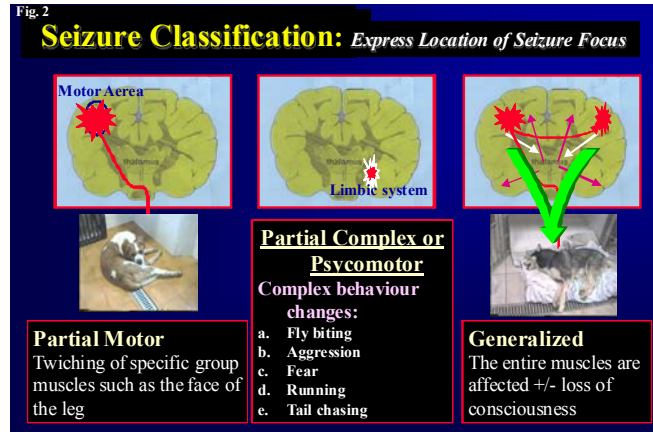 Fig. 2
Seizure Classification: Express Location of Seizure Focus
Motor Aerea
thalamus
thalamus
Limbic system
thalamus
Partial Motor
Twiching of specific group
muscles such as the face of
the leg
Partial Complex or
Psycomotor
Complex behaviour
changes:
a. Fly biting
b. Aggression
c. Fear
d. Running
e. Tail chasing
Generalized
The entire muscles are
affected +/- loss of
consciousness